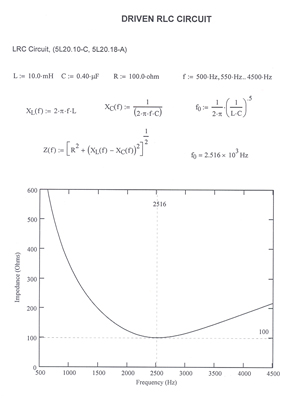 DRIVEN RLC CIRCUIT
LRC Circuit, (5L20.10-C, 5L20.18-A)
L := 10.0·mH C := 0.40·μF R := 100.0·ohm f := 500·Hz, 550·Hz.. 4500·Hz
X_L(f) := 2·π·f·L X_C(f) := 1/(2·π·f·C) f_0 := 1/(2·π)·(1/(L·C))^.5
Z(f) := [R^2 + (X_L(f) − X_C(f))^2]^(1/2) f_0 = 2.516 × 10^3 Hz
2516
600
500
400
300
200
100
0
100
Impedance (Ohms)
500 1000 1500 2000 2500 3000 3500 4000 4500
Frequency (Hz)